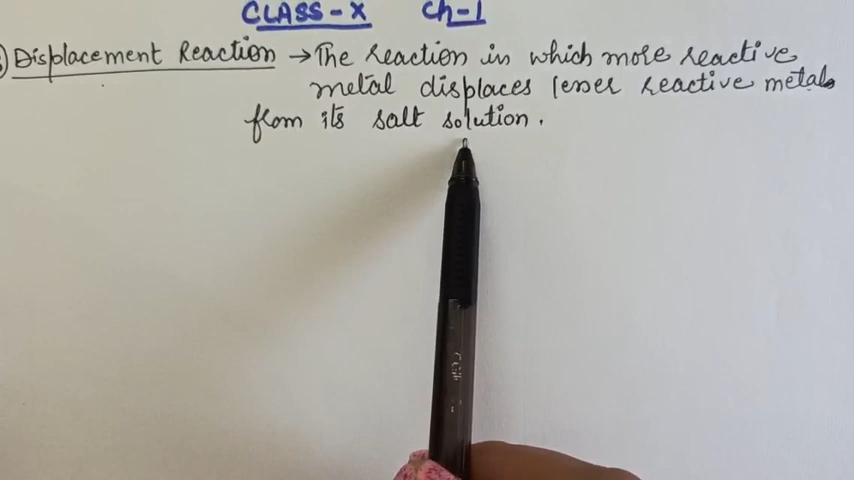 CLASS-X Ch-1
Displacement Reaction → The reaction in which more reactive
metal displaces lesser reactive metal
from its salt solution.